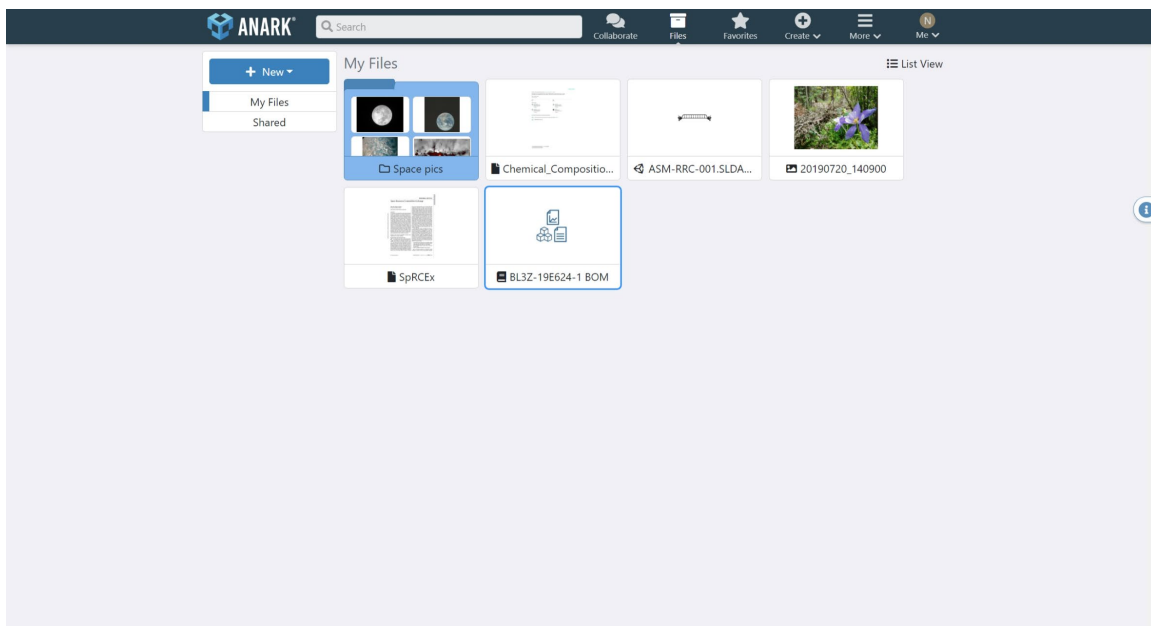 ANARK®
Search
Collaborate
Files
Favorites
Create
More
N
Me
New
My Files
Shared
My Files
List View
Space pics
Chemical_Compositio...
ASM-RRC-001.SLDA...
20190720_140900
SpRCEx
BL3Z-19E624-1 BOM